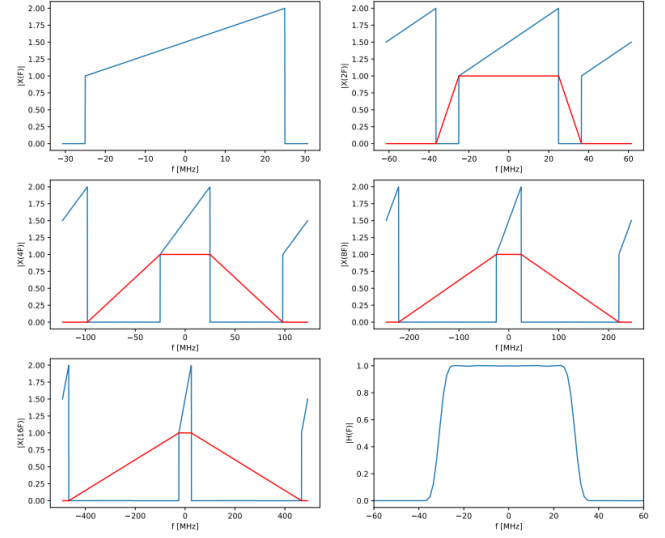 2.00
1.75
1.50
1.25
1.00
0.75
0.50
0.25
0.00
|X(F)|
−30 −20 −10 0 10 20 30
f [MHz]
2.00
1.75
1.50
1.25
1.00
0.75
0.50
0.25
0.00
|X(2F)|
−60 −40 −20 0 20 40 60
f [MHz]
2.00
1.75
1.50
1.25
1.00
0.75
0.50
0.25
0.00
|X(4F)|
−100 −50 0 50 100
f [MHz]
2.00
1.75
1.50
1.25
1.00
0.75
0.50
0.25
0.00
|X(8F)|
−200 −100 0 100 200
f [MHz]
2.00
1.75
1.50
1.25
1.00
0.75
0.50
0.25
0.00
|X(16F)|
−400 −200 0 200 400
f [MHz]
1.0
0.8
0.6
0.4
0.2
0.0
|H(F)|
−60 −40 −20 0 20 40 60
f [MHz]